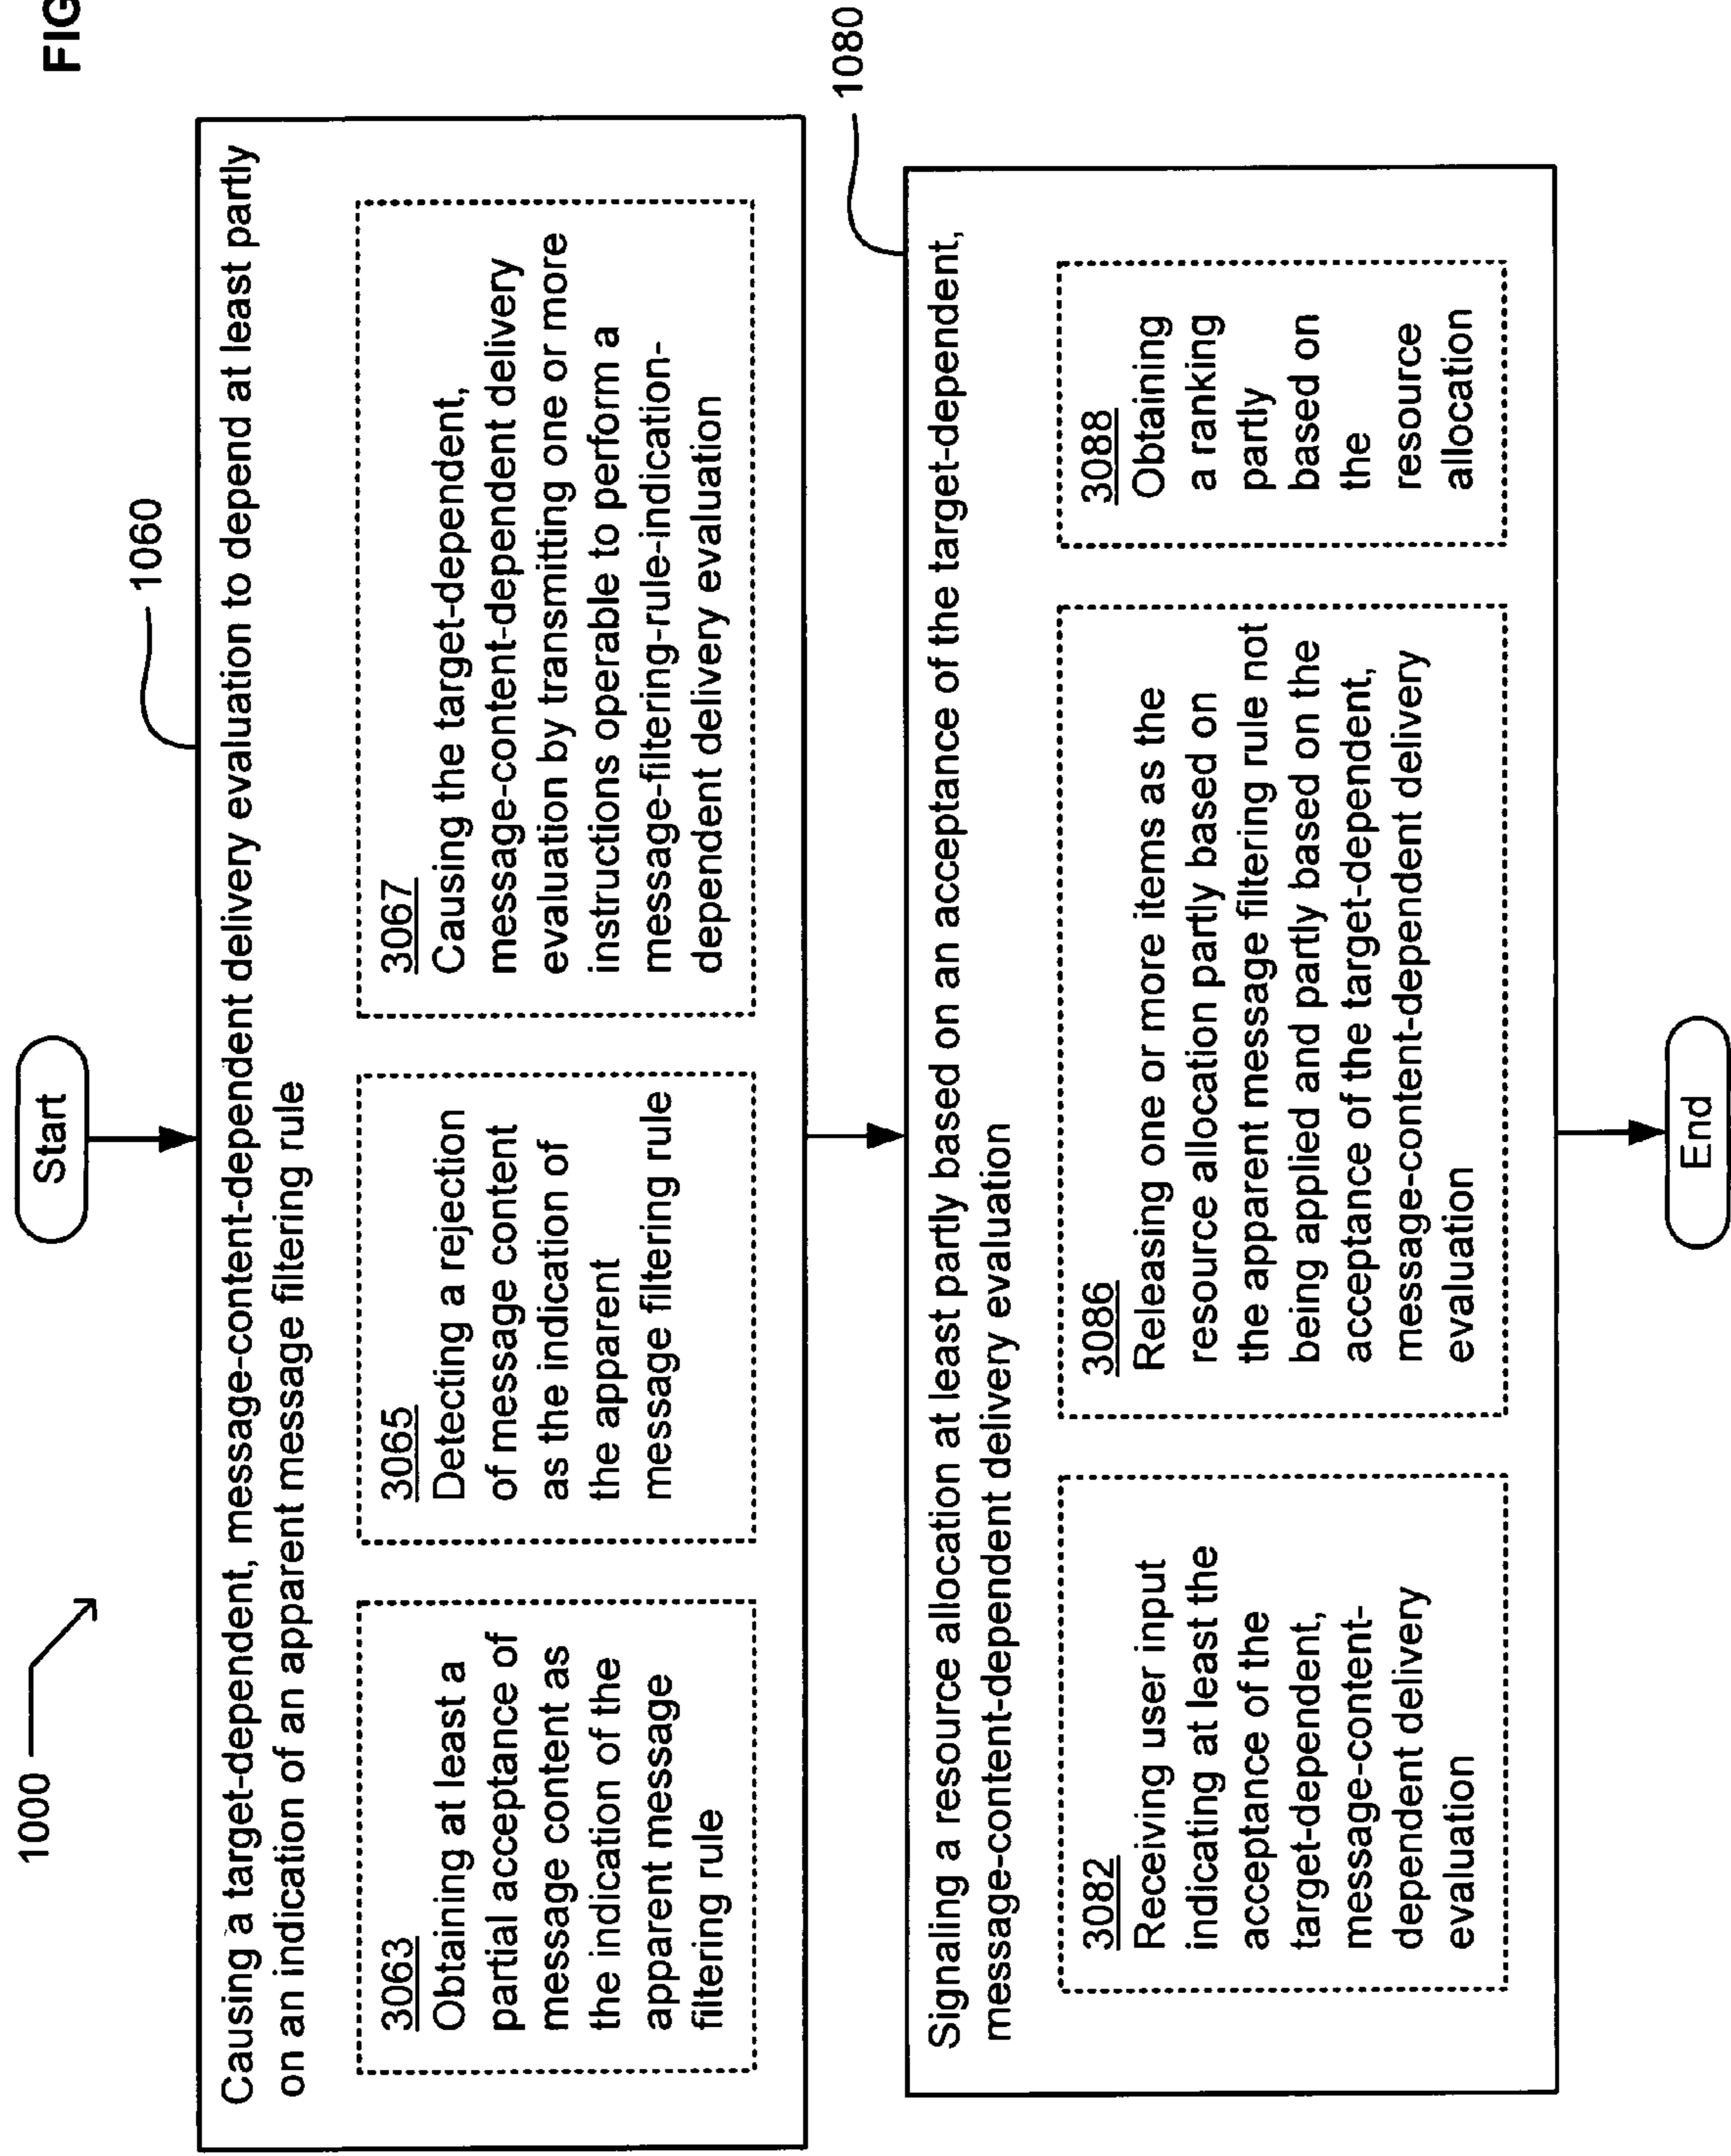 FIG
1000
Start
1060
Causing a target-dependent, message-content-dependent delivery evaluation to depend at least partly
on an indication of an apparent message filtering rule
3063
Obtaining at least a
partial acceptance of
message content as
the indication of the
apparent message
filtering rule
3065
Detecting a rejection
of message content
as the indication of
the apparent
message filtering rule
3067
Causing the target-dependent,
message-content-dependent delivery
evaluation by transmitting one or more
instructions operable to perform a
message-filtering-rule-indication-
dependent delivery evaluation
1080
Signaling a resource allocation at least partly based on an acceptance of the target-dependent,
message-content-dependent delivery evaluation
3082
Receiving user input
indicating at least the
acceptance of the
target-dependent,
message-content-
dependent delivery
evaluation
3086
Releasing one or more items as the
resource allocation partly based on
the apparent message filtering rule not
being applied and partly based on the
acceptance of the target-dependent,
message-content-dependent delivery
evaluation
3088
Obtaining
a ranking
partly
based on
the
resource
allocation
End